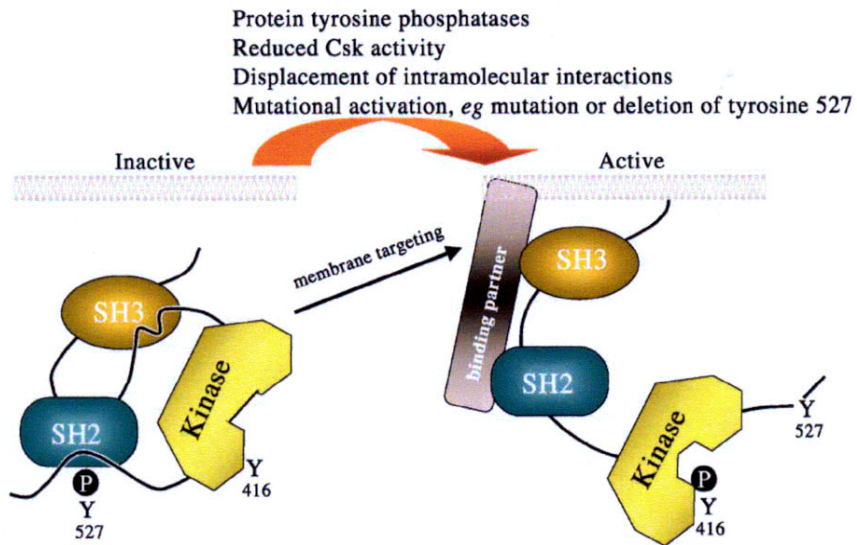 Protein tyrosine phosphatases
Reduced Csk activity
Displacement of intramolecular interactions
Mutational activation, eg mutation or deletion of tyrosine 527
Inactive
Active
membrane targeting
binding partner
SH3
SH2
Kinase
P
Y
527
Y
416
SH3
SH2
Kinase
P
Y
416
Y
527